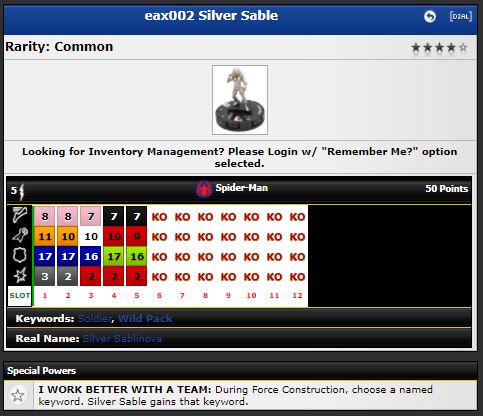 eax002 Silver Sable
[DIAL]
Rarity: Common
Looking for Inventory Management? Please Login w/ "Remember Me?" option
selected.
5 Spider-Man 50 Points
8 8 7 7 7 KO KO KO KO KO KO KO
11 10 10 10 9 KO KO KO KO KO KO KO
17 17 16 17 16 KO KO KO KO KO KO KO
3 2 2 2 2 KO KO KO KO KO KO KO
SLOT 1 2 3 4 5 6 7 8 9 10 11 12
Keywords: Soldier, Wild Pack
Real Name: Silver Sablinova
Special Powers
I WORK BETTER WITH A TEAM: During Force Construction, choose a named
keyword. Silver Sable gains that keyword.